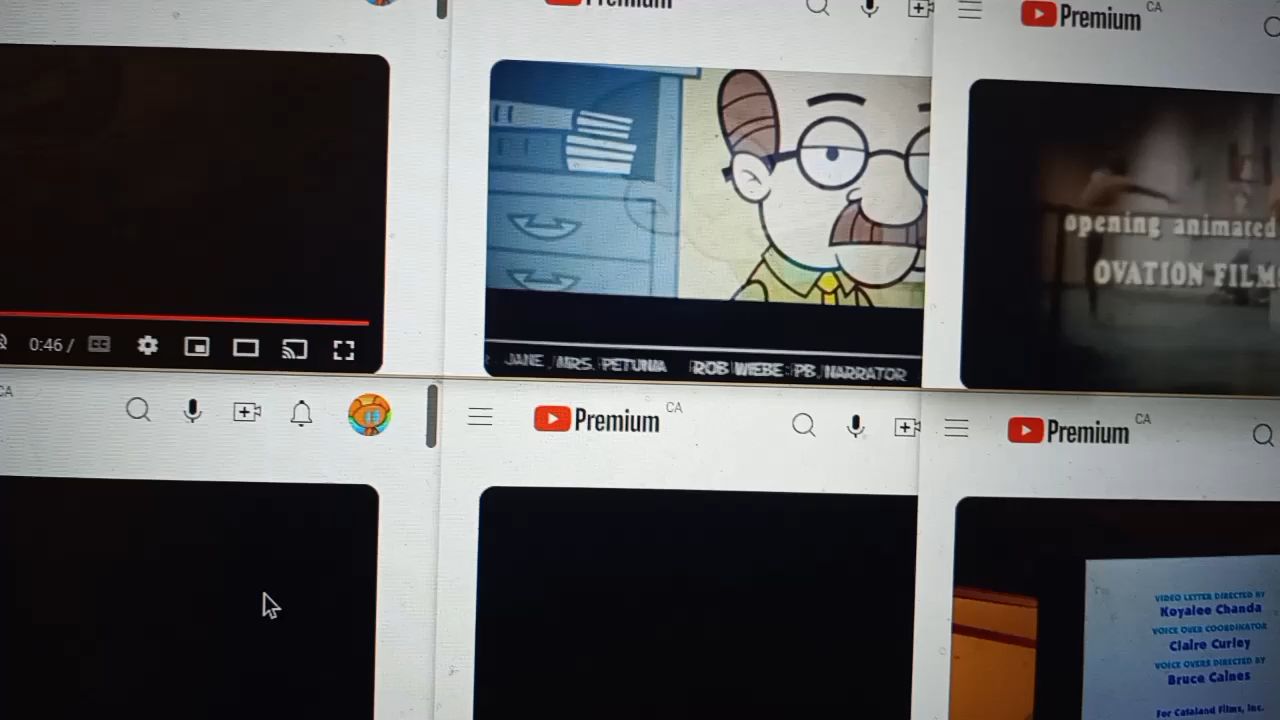 Premium
Premium CA
opening animated
OVATION FILM
JANE, MRS. PETUNIA ROB WIEBE: PB, NARRATOR
0:46 /
CC
CA
Premium CA
Premium CA
VIDEO LETTER DIRECTED BY
Koyalee Chanda
VOICE OVER COORDINATOR
Claire Curley
VOICE OVERS DIRECTED BY
Bruce Caines
For Cataland Films, Inc.